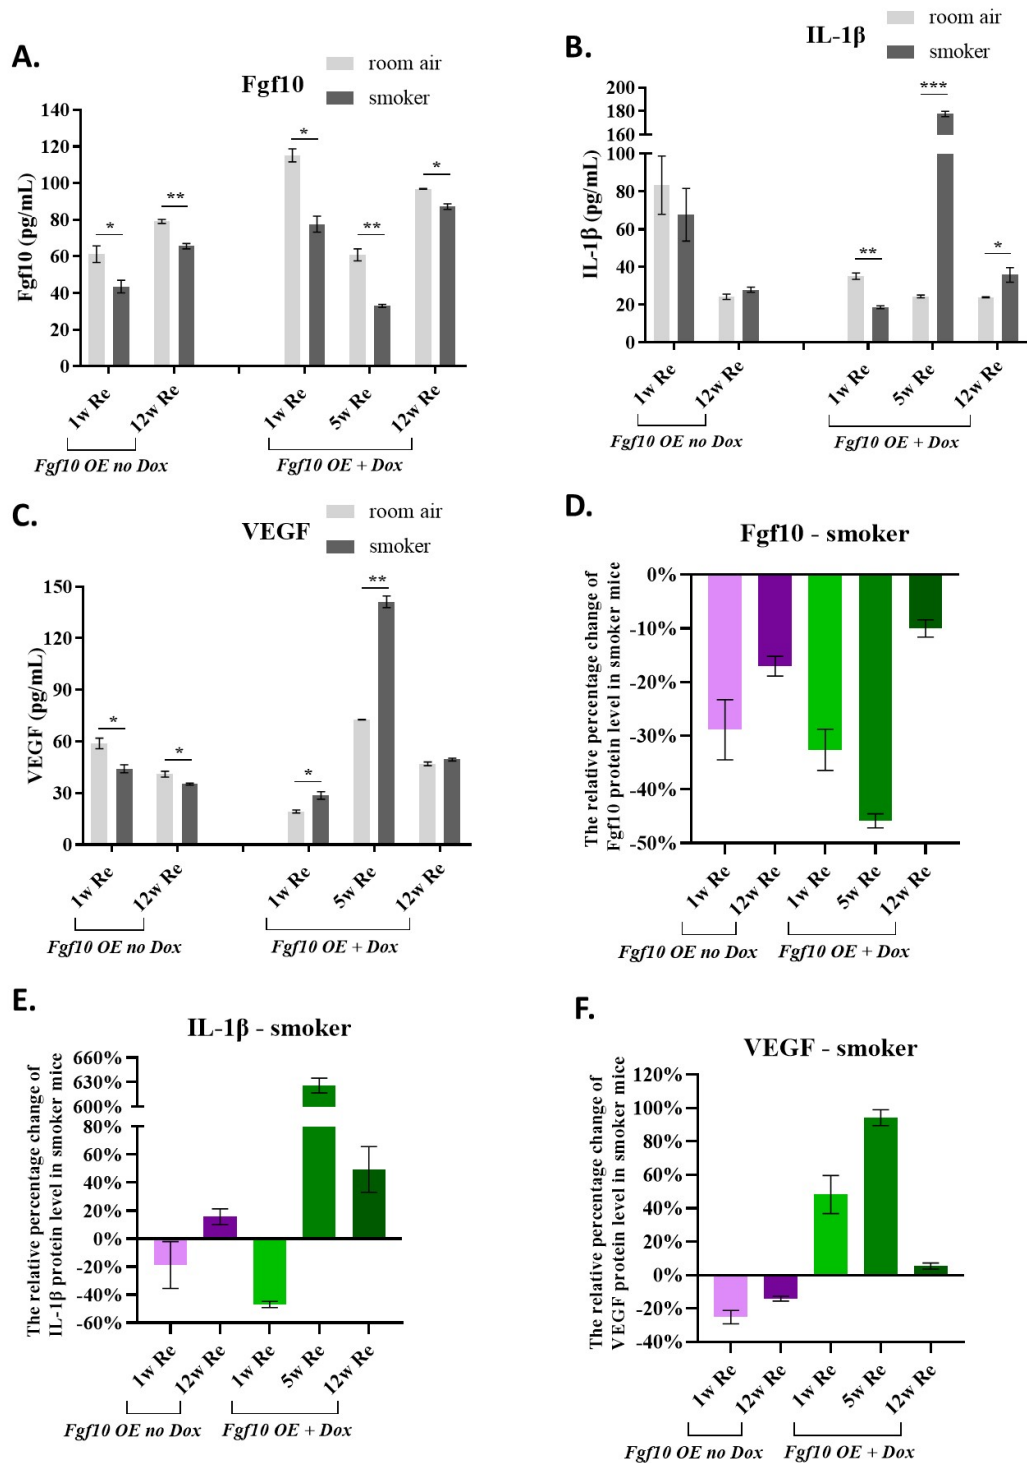 A.
Fgf10
room air
smoker
Fgf10 (pg/mL)
140
120
100
80
60
40
20
0
*
**
*
**
*
1w Re
12w Re
1w Re
5w Re
12w Re
Fgf10 OE no Dox
Fgf10 OE + Dox
B.
IL-1β
room air
smoker
IL-1β (pg/mL)
200
180
160
100
80
60
40
20
0
**
***
*
1w Re
12w Re
1w Re
5w Re
12w Re
Fgf10 OE no Dox
Fgf10 OE + Dox
C.
VEGF
room air
smoker
VEGF (pg/mL)
150
120
90
60
30
0
*
*
*
**
1w Re
12w Re
1w Re
5w Re
12w Re
Fgf10 OE no Dox
Fgf10 OE + Dox
D.
Fgf10 - smoker
The relative percentage change of
Fgf10 protein level in smoker mice
0%
-10%
-20%
-30%
-40%
-50%
1w Re
12w Re
1w Re
5w Re
12w Re
Fgf10 OE no Dox
Fgf10 OE + Dox
E.
IL-1β - smoker
The relative percentage change of
IL-1β protein level in smoker mice
660%
630%
600%
80%
60%
40%
20%
0%
-20%
-40%
-60%
1w Re
12w Re
1w Re
5w Re
12w Re
Fgf10 OE no Dox
Fgf10 OE + Dox
F.
VEGF - smoker
The relative percentage change of
VEGF protein level in smoker mice
120%
100%
80%
60%
40%
20%
0%
-20%
-40%
1w Re
12w Re
1w Re
5w Re
12w Re
Fgf10 OE no Dox
Fgf10 OE + Dox